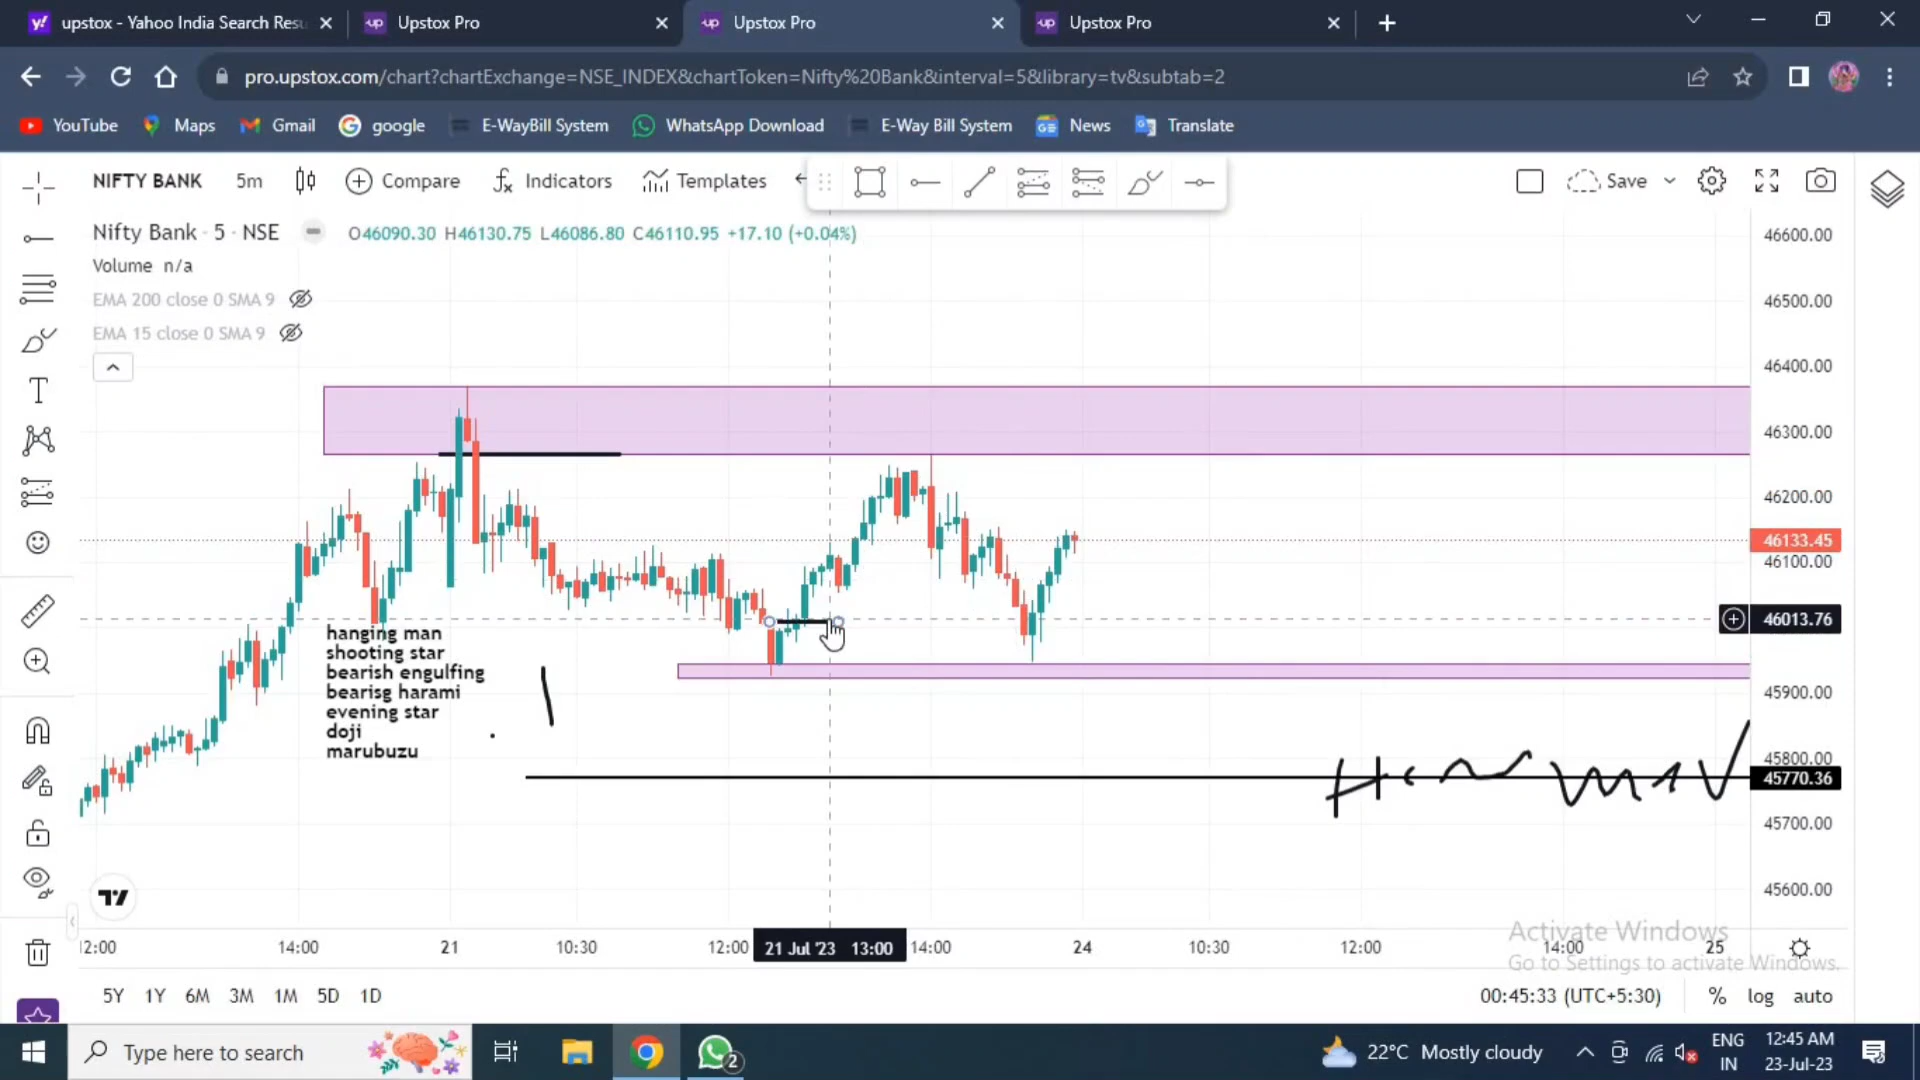 upstox - Yahoo India Search Resu
Upstox Pro
Upstox Pro
Upstox Pro
pro.upstox.com/chart?chartExchange=NSE_INDEX&chartToken=Nifty%20Bank&interval=5&library=tv&subtab=2
YouTube Maps Gmail google E-WayBill System WhatsApp Download E-Way Bill System News Translate
NIFTY BANK 5m Compare Indicators Templates Save
Nifty Bank · 5 · NSE O46090.30 H46130.75 L46086.80 C46110.95 +17.10 (+0.04%)
Volume n/a
EMA 200 close 0 SMA 9
EMA 15 close 0 SMA 9
46600.00
46500.00
46400.00
46300.00
46200.00
46133.45
46100.00
46013.76
45900.00
45800.00
45770.36
45700.00
45600.00
hanging man
shooting star
bearish engulfing
bearisg harami
evening star
doji
marubuzu
12:00 14:00 21 10:30 12:00 21 Jul '23 13:00 14:00 24 10:30 12:00 14:00 25
Activate Windows
Go to Settings to activate Windows.
5Y 1Y 6M 3M 1M 5D 1D
00:45:33 (UTC+5:30) % log auto
Type here to search
2
22°C Mostly cloudy
ENG
IN
12:45 AM
23-Jul-23